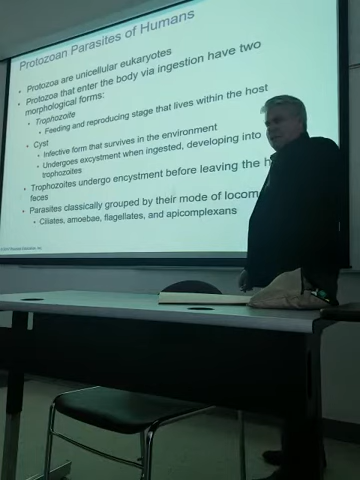 Protozoan Parasites of Humans
• Protozoa are unicellular eukaryotes
• Protozoa that enter the body via ingestion have two
morphological forms:
• Trophozoite
• Feeding and reproducing stage that lives within the host
• Cyst
• Infective form that survives in the environment
• Undergoes excystment when ingested, developing into
trophozoites
• Trophozoites undergo encystment before leaving the h
feces
• Parasites classically grouped by their mode of locom
• Ciliates, amoebae, flagellates, and apicomplexans